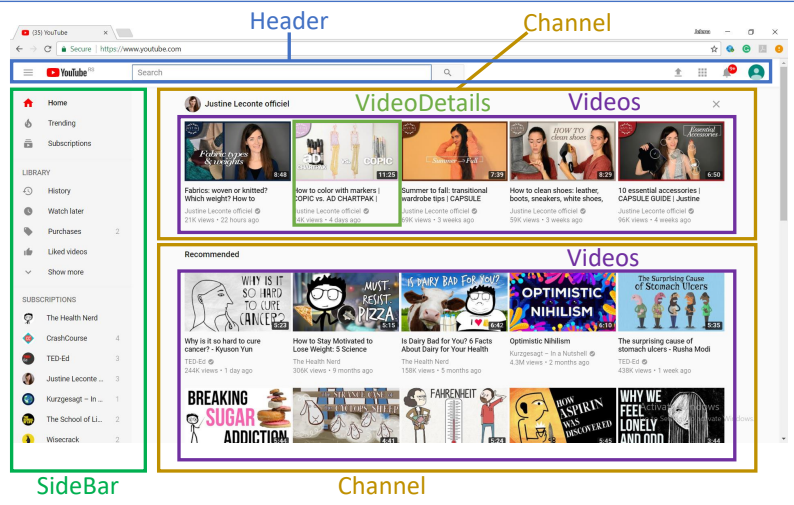 Header
Channel
(35) YouTube
Secure | https://www.youtube.com
YouTube
Search
9+
Home
Trending
Subscriptions
LIBRARY
History
Watch later
Purchases 2
Liked videos
Show more
SUBSCRIPTIONS
The Health Nerd
CrashCourse 4
TED-Ed 3
Justine Leconte ... 3
Kurzgesagt – In ... 1
The School of Li... 2
Wisecrack 2
SideBar
Justine Leconte officiel
VideoDetails
Videos
Fabric types & weights
8:48
Fabrics: woven or knitted? Which weight? How to
Justine Leconte officiel
21K views • 22 hours ago
AD
CHARTPAK
vs.
COPIC
11:25
How to color with markers | COPIC vs. AD CHARTPAK |
Justine Leconte officiel
24K views • 4 days ago
Summer → Fall
7:39
Summer to fall: transitional wardrobe tips | CAPSULE
Justine Leconte officiel
69K views • 3 weeks ago
HOW TO
clean shoes
8:29
How to clean shoes: leather, boots, sneakers, white shoes,
Justine Leconte officiel
59K views • 3 weeks ago
Essential
Accessories
6:50
10 essential accessories | CAPSULE GUIDE | Justine
Justine Leconte officiel
96K views • 4 weeks ago
Recommended
Videos
WHY IS IT
SO HARD
TO CURE
CANCER?
5:23
Why is it so hard to cure cancer? - Kyuson Yun
TED-Ed
244K views • 1 day ago
MUST.
RESIST.
PIZZA.
5:15
How to Stay Motivated to Lose Weight: 5 Science
The Health Nerd
306K views • 9 months ago
IS DAIRY BAD FOR YOU?
6:42
Is Dairy Bad for You? 6 Facts About Dairy for Your Health
The Health Nerd
158K views • 5 months ago
OPTIMISTIC
NIHILISM
6:10
Optimistic Nihilism
Kurzgesagt – In a Nutshell
4.3M views • 2 months ago
The Surprising Cause
of Stomach Ulcers
5:35
The surprising cause of stomach ulcers - Rusha Modi
TED-Ed
438K views • 1 week ago
BREAKING
SUGAR
ADDICTION
5:44
STRANGE CASE
CYCLOPS SHEEP
4:41
FAHRENHEIT
5:24
HOW
ASPIRIN
WAS
DISCOVERED
5:45
WHY WE
FEEL
LONELY
AND ODD
3:44
Activate Windows
Channel